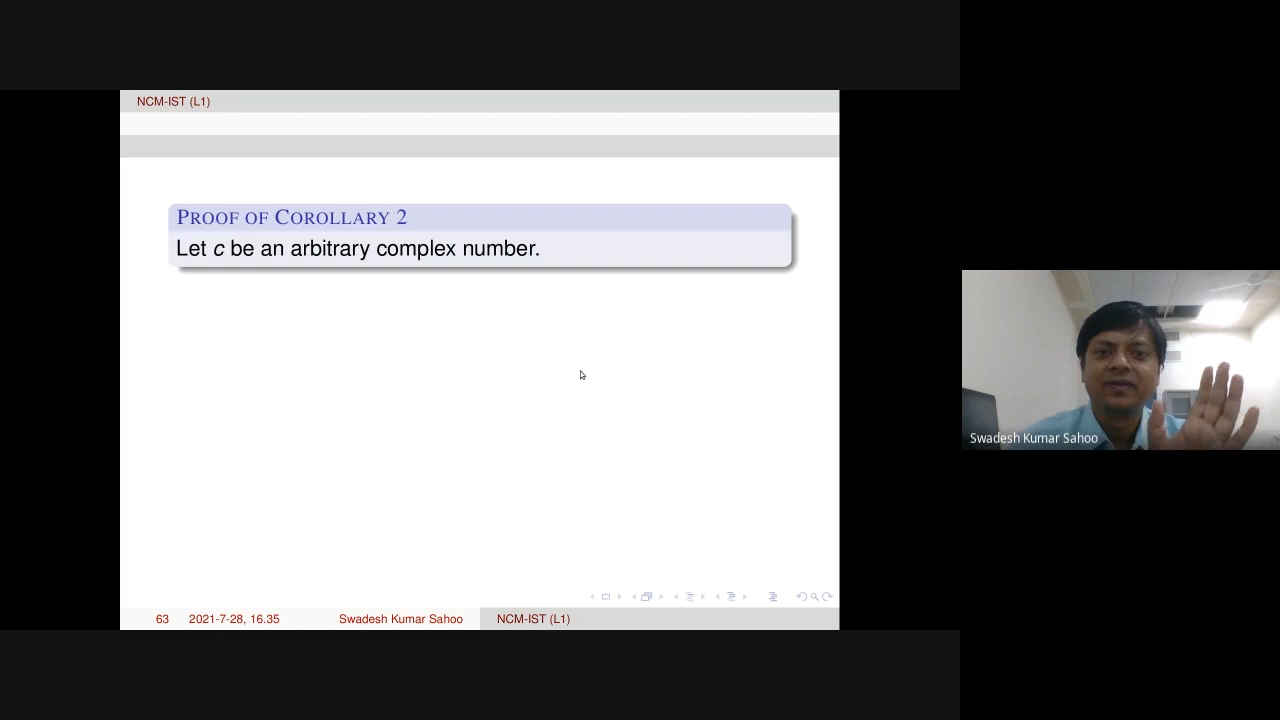 NCM-IST (L1)
PROOF OF COROLLARY 2
Let c be an arbitrary complex number.
Swadesh Kumar Sahoo
63 2021-7-28, 16.35 Swadesh Kumar Sahoo NCM-IST (L1)